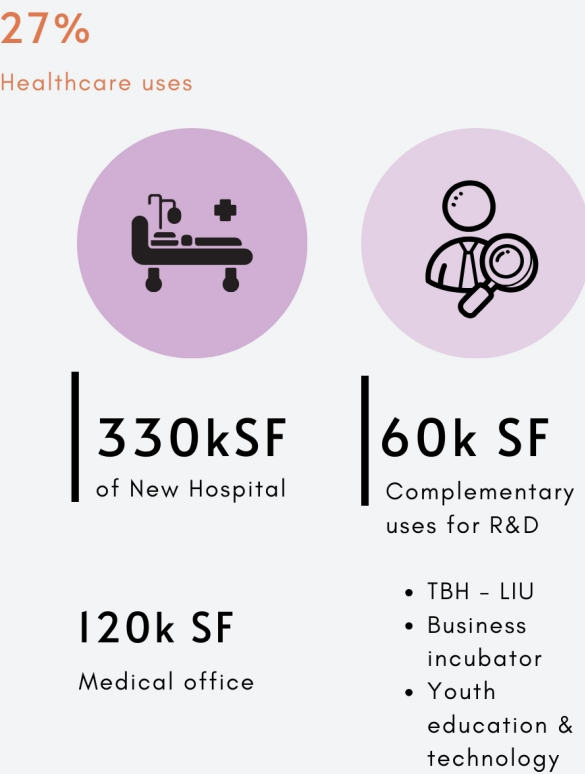 27%
Healthcare uses
330kSF
of New Hospital
120k SF
Medical office
60k SF
Complementary
uses for R&D
• TBH – LIU
• Business
incubator
• Youth
education &
technology